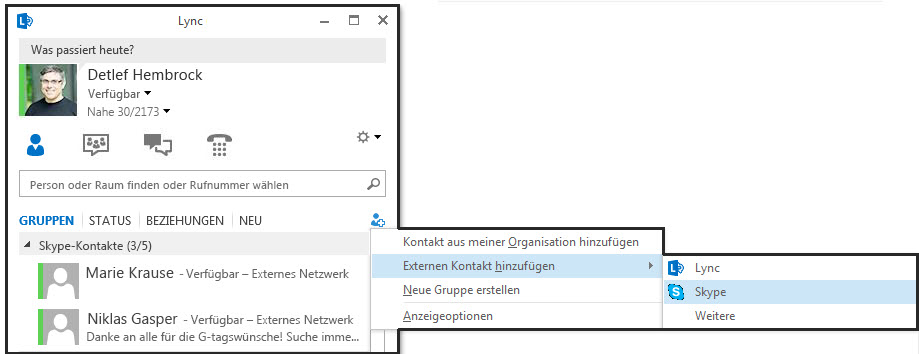 Lync
Was passiert heute?
Detlef Hembrock
Verfügbar
Nahe 30/2173
Person oder Raum finden oder Rufnummer wählen
GRUPPEN STATUS BEZIEHUNGEN NEU
Skype-Kontakte (3/5)
Marie Krause - Verfügbar – Externes Netzwerk
Niklas Gasper - Verfügbar – Externes Netzwerk
Danke an alle für die G-tagswünsche! Suche imme...
Kontakt aus meiner Organisation hinzufügen
Externen Kontakt hinzufügen
Neue Gruppe erstellen
Anzeigeoptionen
Lync
Skype
Weitere